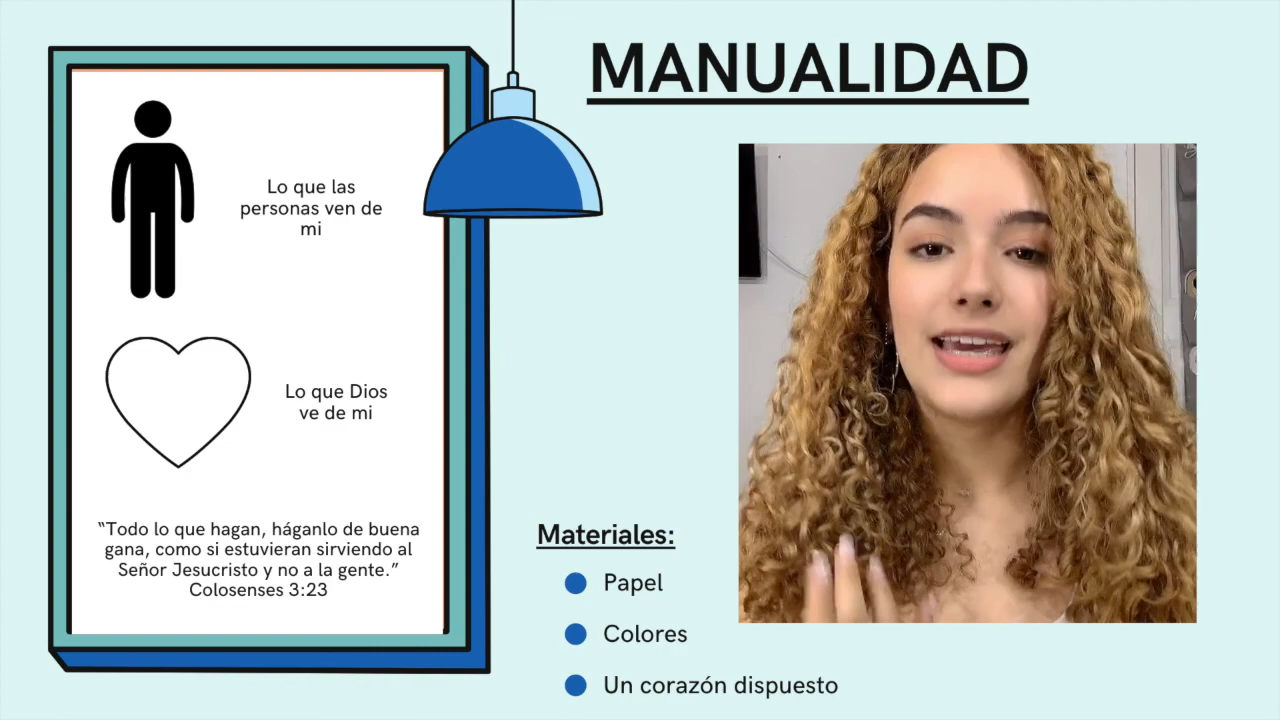 MANUALIDAD
Lo que las
personas ven de
mi
Lo que Dios
ve de mi
“Todo lo que hagan, háganlo de buena
gana, como si estuvieran sirviendo al
Señor Jesucristo y no a la gente.”
Colosenses 3:23
Materiales:
Papel
Colores
Un corazón dispuesto